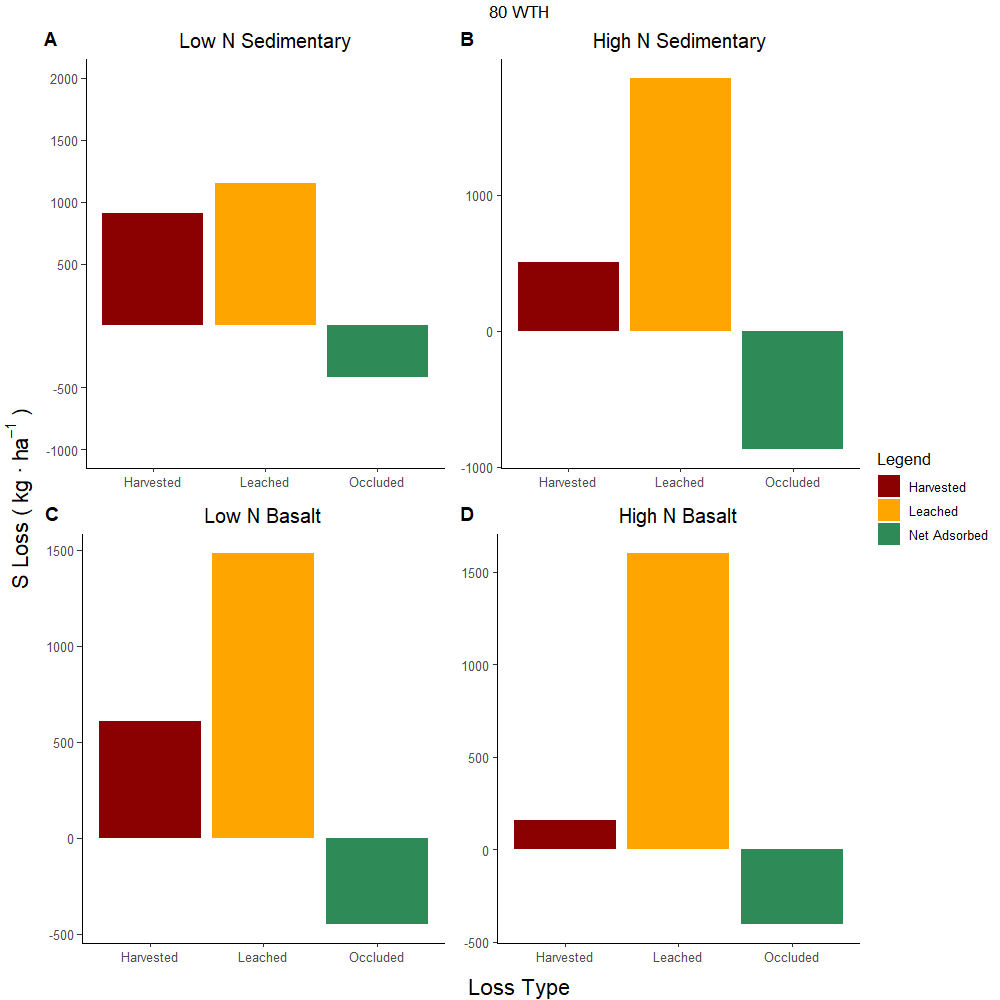 80 WTH
A
Low N Sedimentary
2000
1500
1000
500
0
-500
-1000
Harvested
Leached
Occluded
B
High N Sedimentary
1000
0
-1000
Harvested
Leached
Occluded
C
Low N Basalt
1500
1000
500
0
-500
Harvested
Leached
Occluded
D
High N Basalt
1500
1000
500
0
-500
Harvested
Leached
Occluded
S Loss ( kg · ha⁻¹ )
Loss Type
Legend
Harvested
Leached
Net Adsorbed